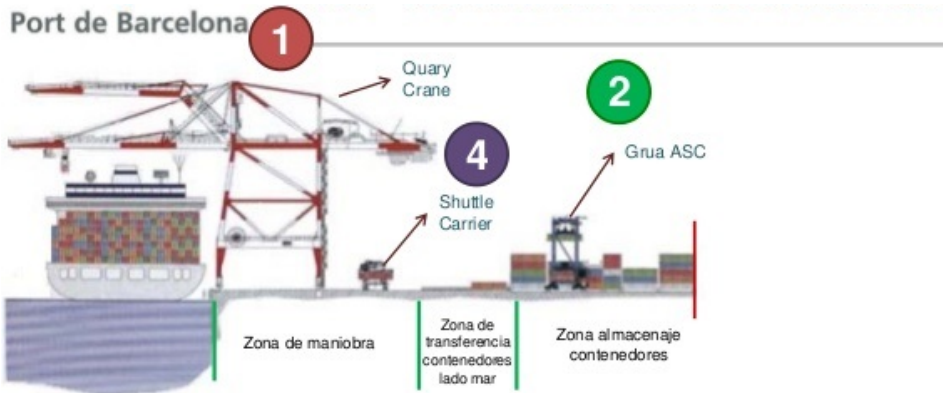 Port de Barcelona
1
Quary
Crane
2
Grua ASC
4
Shuttle
Carrier
Zona de maniobra
Zona de
transferencia
contenedores
lado mar
Zona almacenaje
contenedores